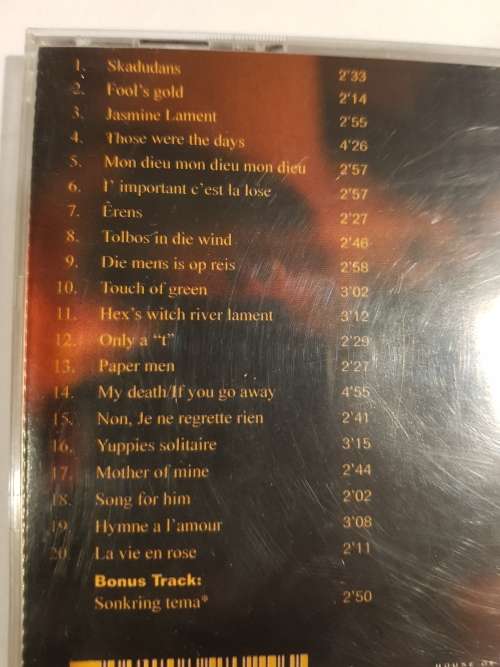 1. Skadudans 2'33
2. Fool's gold 2'14
3. Jasmine Lament 2'55
4. Those were the days 4'26
5. Mon dieu mon dieu mon dieu 2'57
6. I' important c'est la lose 2'57
7. Êrens 2'27
8. Tolbos in die wind 2'46
9. Die mens is op reis 2'58
10. Touch of green 3'02
11. Hex's witch river lament 3'12
12. Only a “t” 2'29
13. Paper men 2'27
14. My death/If you go away 4'55
15. Non, Je ne regrette rien 2'41
16. Yuppies solitaire 3'15
17. Mother of mine 2'44
18. Song for him 2'02
19. Hymne a l'amour 3'08
20. La vie en rose 2'11
Bonus Track:
Sonkring tema* 2'50